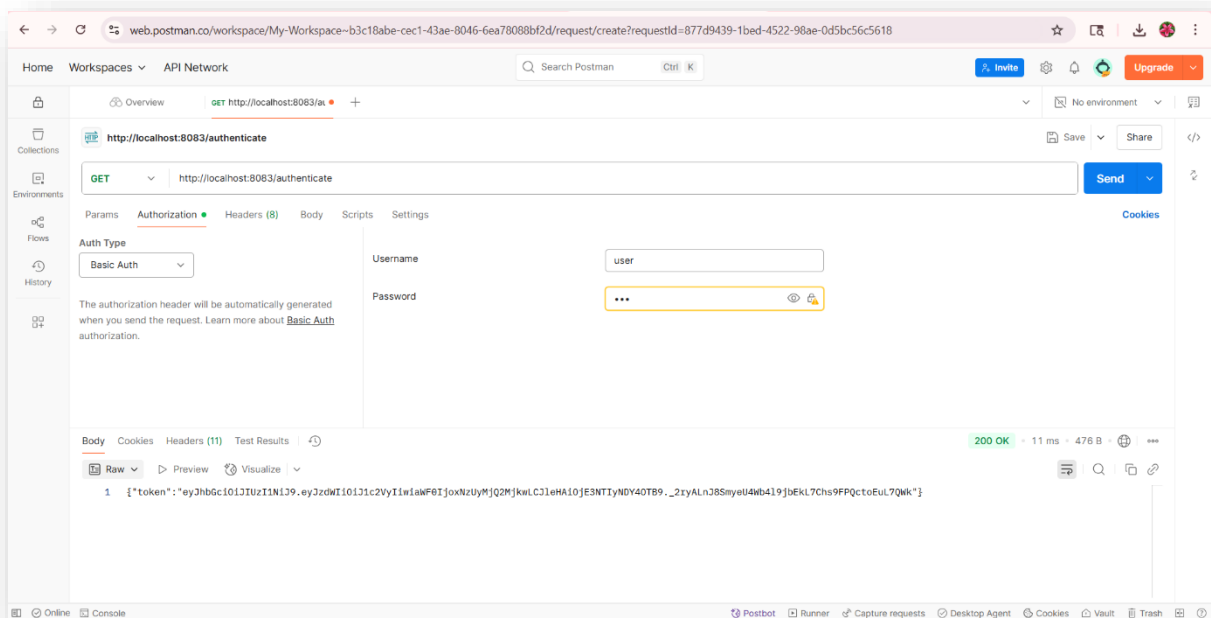 web.postman.co/workspace/My-Workspace~b3c18abe-cec1-43ae-8046-6ea78088bf2d/request/create?requestId=877d9439-1bed-4522-98ae-0d5bc56c5618
Home Workspaces API Network Search Postman Ctrl K Invite Upgrade
Overview GET http://localhost:8083/au No environment
Collections
Environments
Flows
History
HTTP http://localhost:8083/authenticate Save Share
GET http://localhost:8083/authenticate Send
Params Authorization Headers (8) Body Scripts Settings Cookies
Auth Type
Basic Auth
The authorization header will be automatically generated
when you send the request. Learn more about Basic Auth
authorization.
Username user
Password •••
Body Cookies Headers (11) Test Results 200 OK • 11 ms • 476 B
Raw Preview Visualize
1 {"token":"eyJhbGciOiJIUzI1NiJ9.eyJzdWIiOiJ1c2VyIiwiaWF0IjoxNzUyMjQ2MjkwLCJleHAiOjE3NTIyNDY4OTB9._2ryALnJ8SmyeU4Wb4l9jbEkL7Chs9FPQctoEuL7QWk"}
Online Console Postbot Runner Capture requests Desktop Agent Cookies Vault Trash